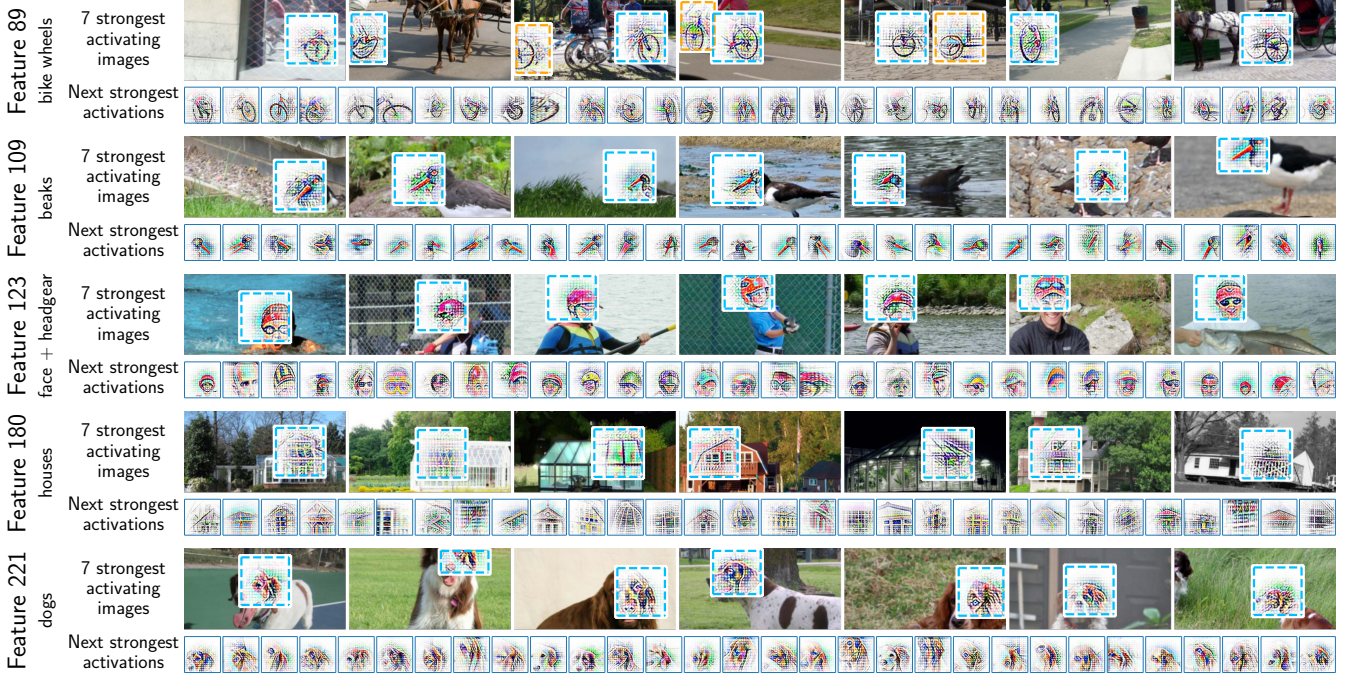 Feature 89
bike wheels
7 strongest
activating
images
Next strongest
activations
Feature 109
beaks
7 strongest
activating
images
Next strongest
activations
Feature 123
face + headgear
7 strongest
activating
images
Next strongest
activations
Feature 180
houses
7 strongest
activating
images
Next strongest
activations
Feature 221
dogs
7 strongest
activating
images
Next strongest
activations